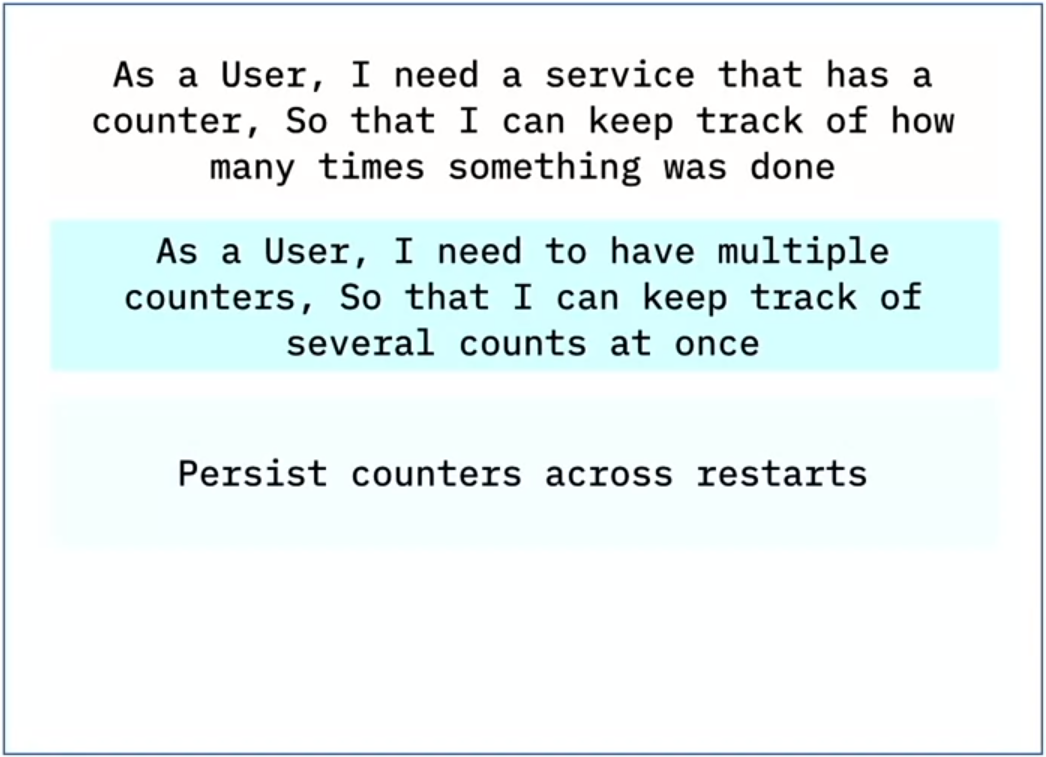 As a User, I need a service that has a
counter, So that I can keep track of how
many times something was done
As a User, I need to have multiple
counters, So that I can keep track of
several counts at once
Persist counters across restarts